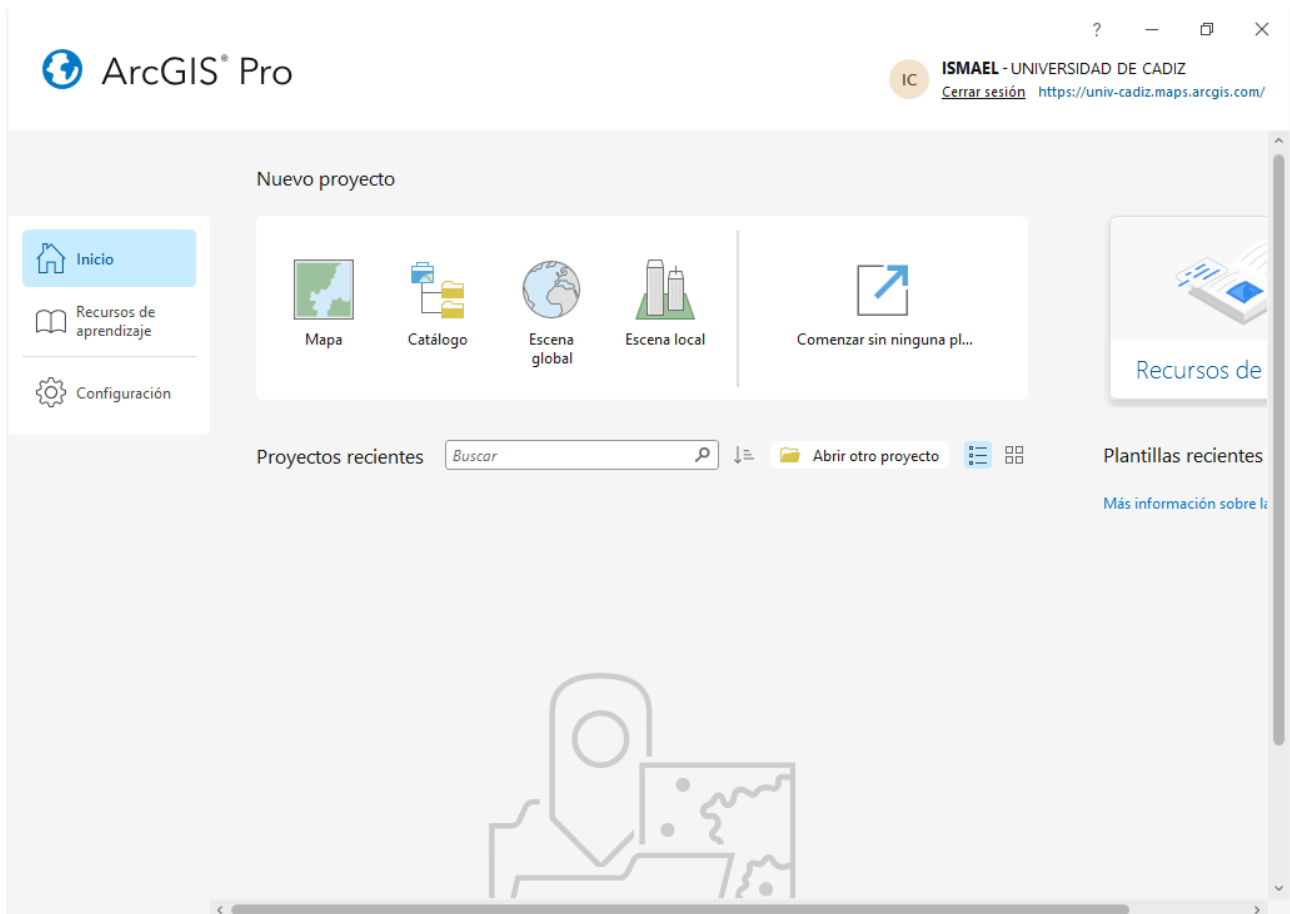 ?
ArcGIS® Pro
IC
ISMAEL - UNIVERSIDAD DE CADIZ
Cerrar sesión https://univ-cadiz.maps.arcgis.com/
Nuevo proyecto
Inicio
Recursos de
aprendizaje
Configuración
Mapa
Catálogo
Escena
global
Escena local
Comenzar sin ninguna pl...
Recursos de
Proyectos recientes
Buscar
Abrir otro proyecto
Plantillas recientes
Más información sobre la